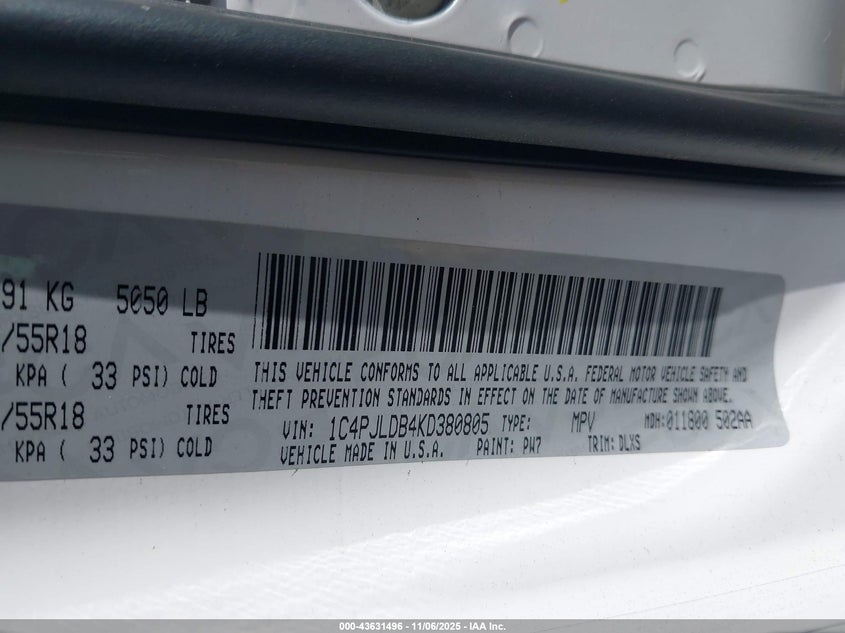 91 KG 5050 LB
/55R18 TIRES
KPA ( 33 PSI) COLD
/55R18 TIRES
KPA ( 33 PSI) COLD
THIS VEHICLE CONFORMS TO ALL APPLICABLE U.S.A. FEDERAL MOTOR VEHICLE SAFETY AND
THEFT PREVENTION STANDARDS IN EFFECT ON THE DATE OF MANUFACTURE SHOWN ABOVE.
VIN: 1C4PJLDB4KD380805 TYPE: MPV MDH:011800 502AA
VEHICLE MADE IN U.S.A. PAINT: PW7 TRIM: DLXS
000-43631496 - 11/06/2025 - IAA Inc.